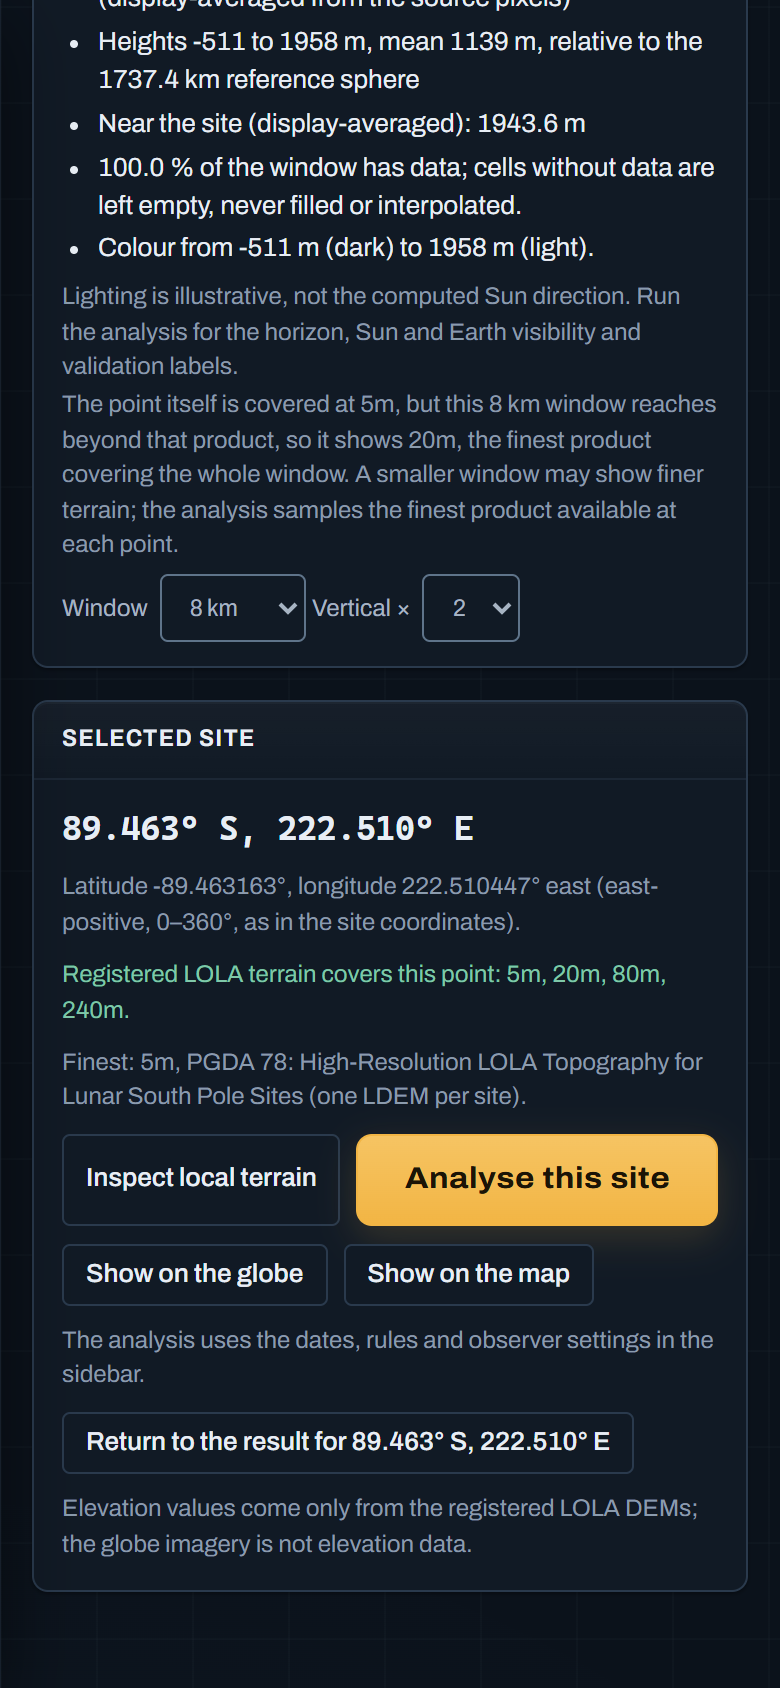 (display-averaged from the source pixels)
• Heights -511 to 1958 m, mean 1139 m, relative to the
1737.4 km reference sphere
• Near the site (display-averaged): 1943.6 m
• 100.0 % of the window has data; cells without data are
left empty, never filled or interpolated.
• Colour from -511 m (dark) to 1958 m (light).
Lighting is illustrative, not the computed Sun direction. Run
the analysis for the horizon, Sun and Earth visibility and
validation labels.
The point itself is covered at 5m, but this 8 km window reaches
beyond that product, so it shows 20m, the finest product
covering the whole window. A smaller window may show finer
terrain; the analysis samples the finest product available at
each point.
Window 8 km Vertical × 2
SELECTED SITE
89.463° S, 222.510° E
Latitude -89.463163°, longitude 222.510447° east (east-
positive, 0–360°, as in the site coordinates).
Registered LOLA terrain covers this point: 5m, 20m, 80m,
240m.
Finest: 5m, PGDA 78: High-Resolution LOLA Topography for
Lunar South Pole Sites (one LDEM per site).
Inspect local terrain Analyse this site
Show on the globe Show on the map
The analysis uses the dates, rules and observer settings in the
sidebar.
Return to the result for 89.463° S, 222.510° E
Elevation values come only from the registered LOLA DEMs;
the globe imagery is not elevation data.